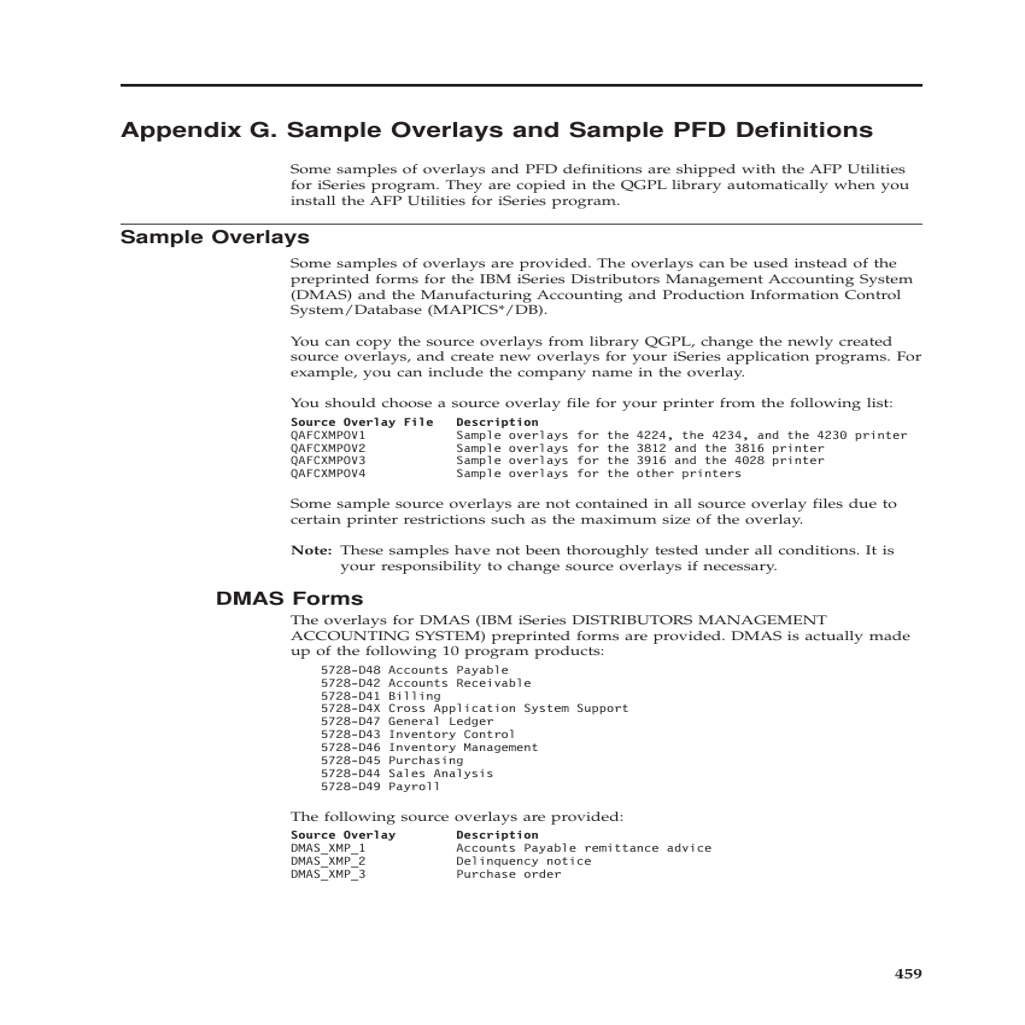 Appendix G. Sample Overlays and Sample PFD Definitions
Some samples of overlays and PFD definitions are shipped with the AFP Utilities
for iSeries program. They are copied in the QGPL library automatically when you
install the AFP Utilities for iSeries program.
Sample Overlays
Some samples of overlays are provided. The overlays can be used instead of the
preprinted forms for the IBM iSeries Distributors Management Accounting System
(DMAS) and the Manufacturing Accounting and Production Information Control
System/Database (MAPICS*/DB).
You can copy the source overlays from library QGPL, change the newly created
source overlays, and create new overlays for your iSeries application programs. For
example, you can include the company name in the overlay.
You should choose a source overlay file for your printer from the following list:
Source Overlay File Description
QAFCXMPOV1 Sample overlays for the 4224, the 4234, and the 4230 printer
QAFCXMPOV2 Sample overlays for the 3812 and the 3816 printer
QAFCXMPOV3 Sample overlays for the 3916 and the 4028 printer
QAFCXMPOV4 Sample overlays for the other printers
Some sample source overlays are not contained in all source overlay files due to
certain printer restrictions such as the maximum size of the overlay.
Note: These samples have not been thoroughly tested under all conditions. It is
your responsibility to change source overlays if necessary.
DMAS Forms
The overlays for DMAS (IBM iSeries DISTRIBUTORS MANAGEMENT
ACCOUNTING SYSTEM) preprinted forms are provided. DMAS is actually made
up of the following 10 program products:
5728-D48 Accounts Payable
5728-D42 Accounts Receivable
5728-D41 Billing
5728-D4X Cross Application System Support
5728-D47 General Ledger
5728-D43 Inventory Control
5728-D46 Inventory Management
5728-D45 Purchasing
5728-D44 Sales Analysis
5728-D49 Payroll
The following source overlays are provided:
Source Overlay Description
DMAS_XMP_1 Accounts Payable remittance advice
DMAS_XMP_2 Delinquency notice
DMAS_XMP_3 Purchase order
459